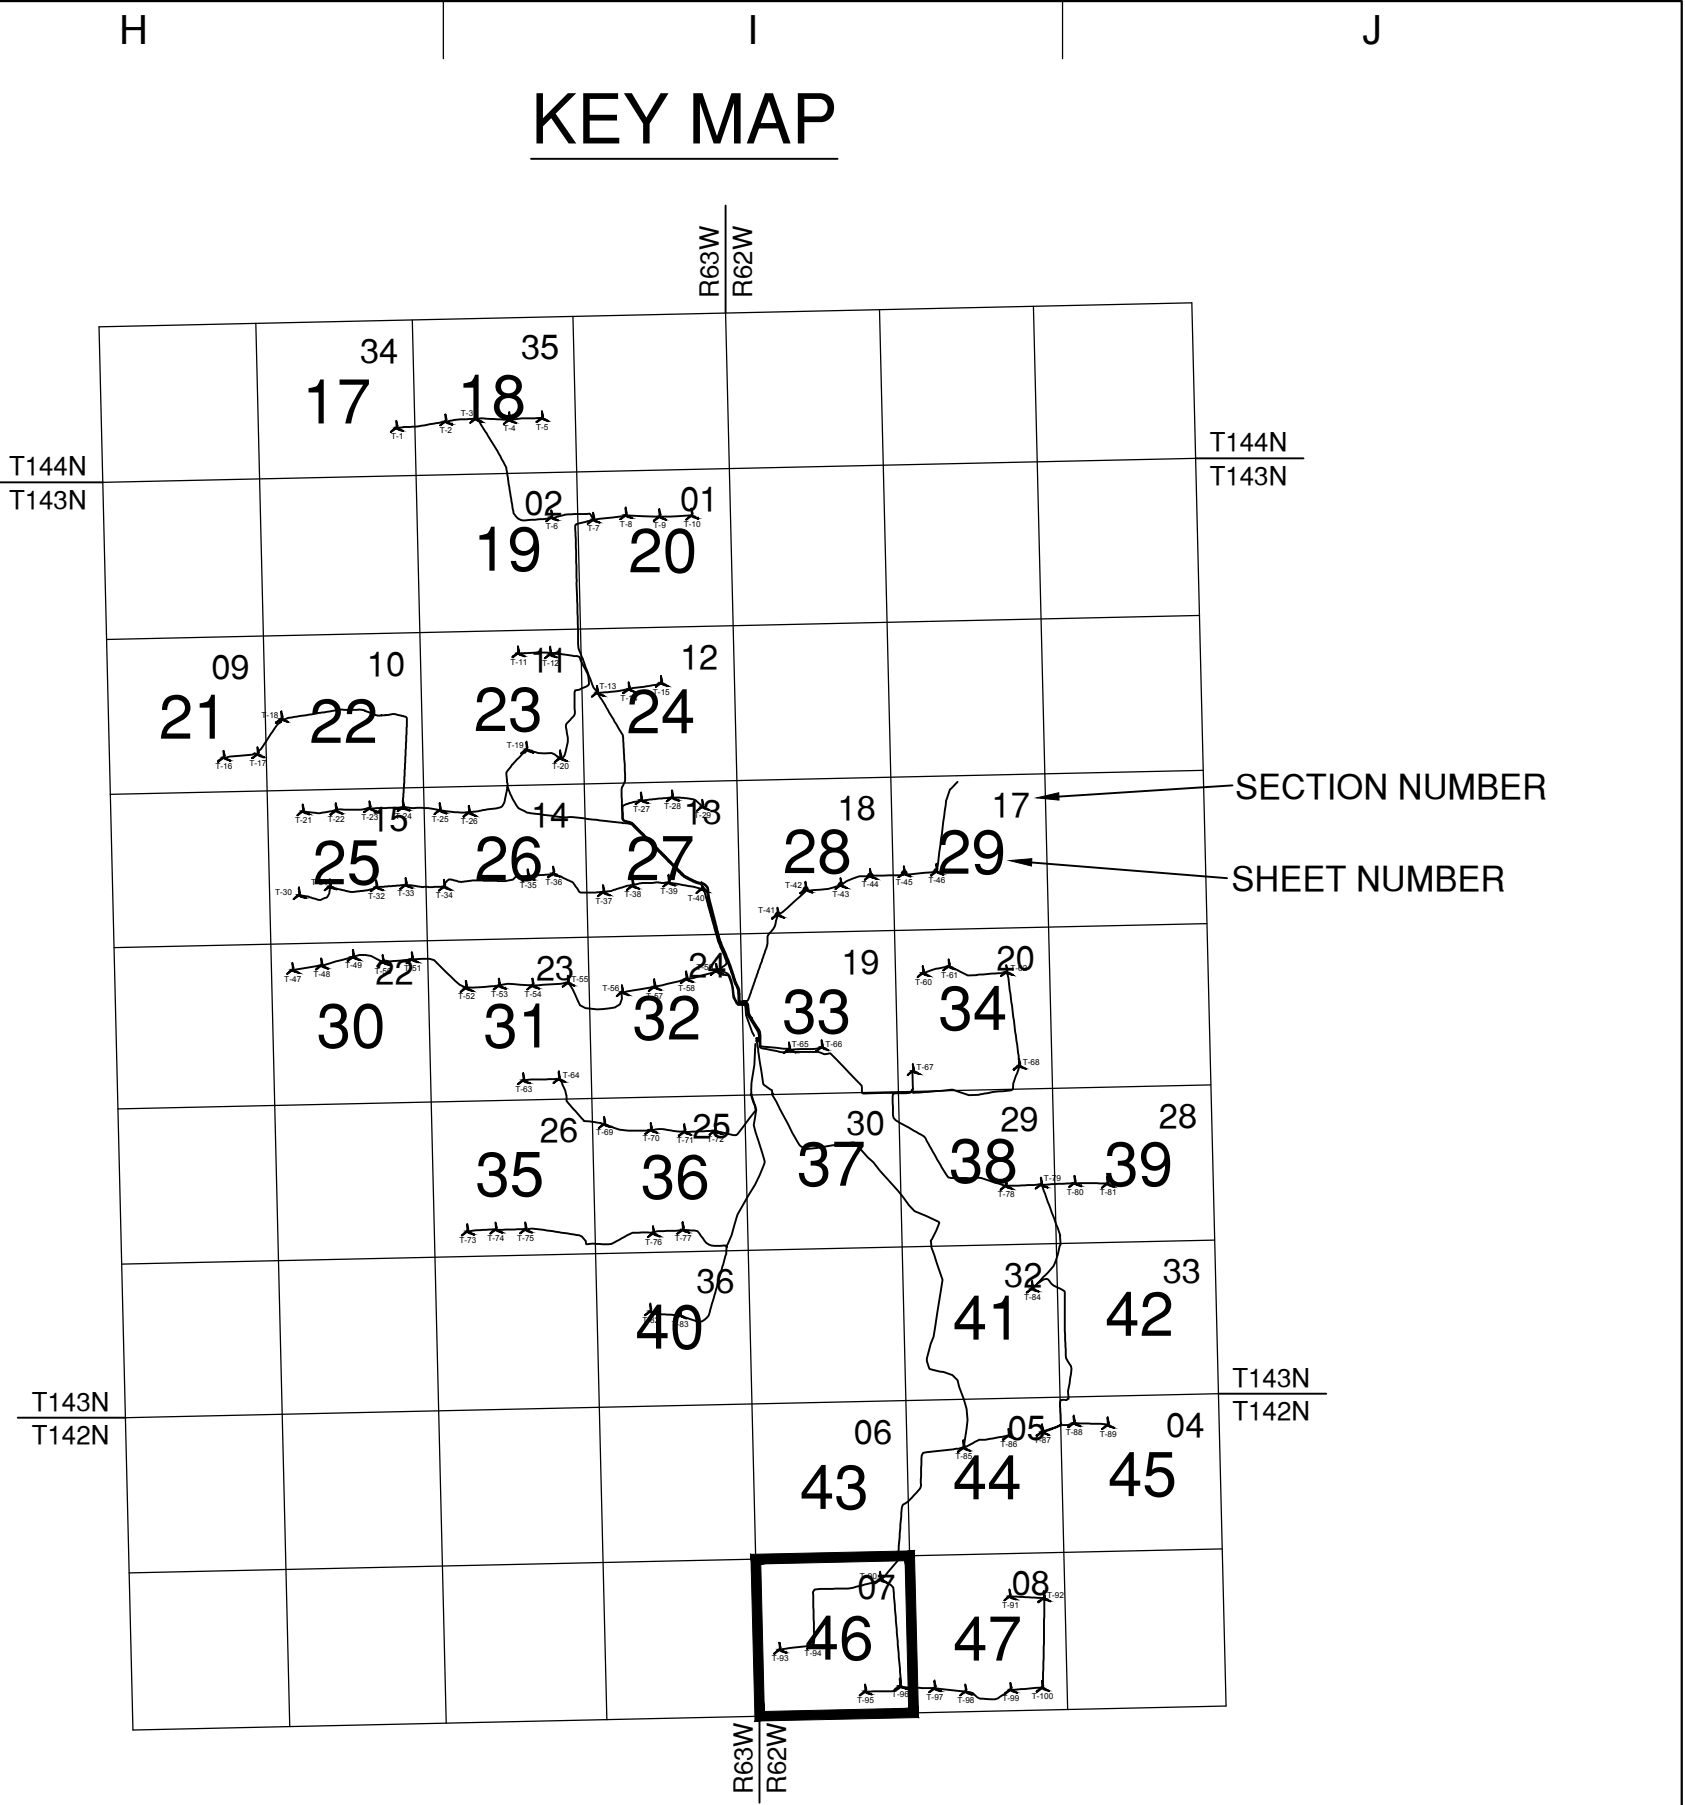 H I J
KEY MAP
R63W R62W
34 35
17 18
T-1 T-2 T-3 T-4 T-5
T144N T144N
T143N T143N
02 01
T-6 T-7 T-8 T-9 T-10
19 20
09 10 11 12
T-11 T-12 T-13 T-15
21 22 23 24
T-16 T-17 T-18 T-19 T-20
15 14 13 18 17 SECTION NUMBER
T-21 T-22 T-23 T-24 T-25 T-26 T-27 T-28 T-29
25 26 27 28 29 SHEET NUMBER
T-30 T-32 T-33 T-34 T-35 T-36 T-37 T-38 T-39 T-40 T-41 T-42 T-43 T-44 T-45 T-46
22 23 24 19 20
T-47 T-48 T-49 T-50 T-51 T-52 T-53 T-54 T-55 T-56 T-57 T-58 T-60 T-61
30 31 32 33 34
T-63 T-64 T-65 T-66 T-67 T-68
26 25 30 29 28
T-69 T-70 T-71 T-72
35 36 37 38 39
T-73 T-74 T-75 T-76 T-77 T-78 T-79 T-80 T-81
36 32 33
40 41 42
T-83 T-84
T143N T143N
T142N T142N
06 05 04
T-85 T-86 T-87 T-88 T-89
43 44 45
07 08
T-90 T-91 T-92
46 47
T-93 T-94 T-95 T-96 T-97 T-98 T-99 T-100
R63W R62W